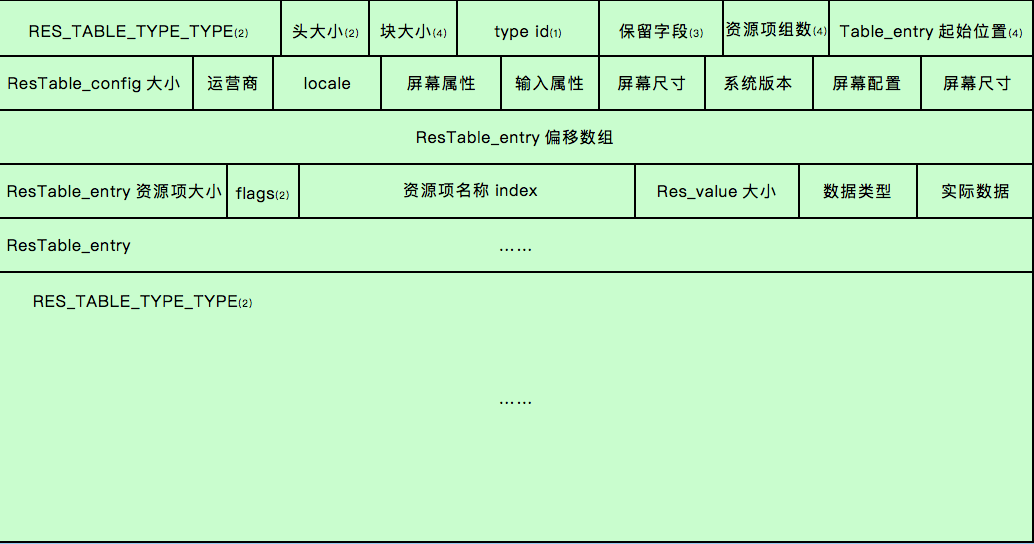 RES_TABLE_TYPE_TYPE(2) 头大小(2) 块大小(4) type id(1) 保留字段(3) 资源项组数(4) Table_entry 起始位置(4)
ResTable_config 大小 运营商 locale 屏幕属性 输入属性 屏幕尺寸 系统版本 屏幕配置 屏幕尺寸
ResTable_entry 偏移数组
ResTable_entry 资源项大小 flags(2) 资源项名称 index Res_value 大小 数据类型 实际数据
ResTable_entry ……
RES_TABLE_TYPE_TYPE(2)
……